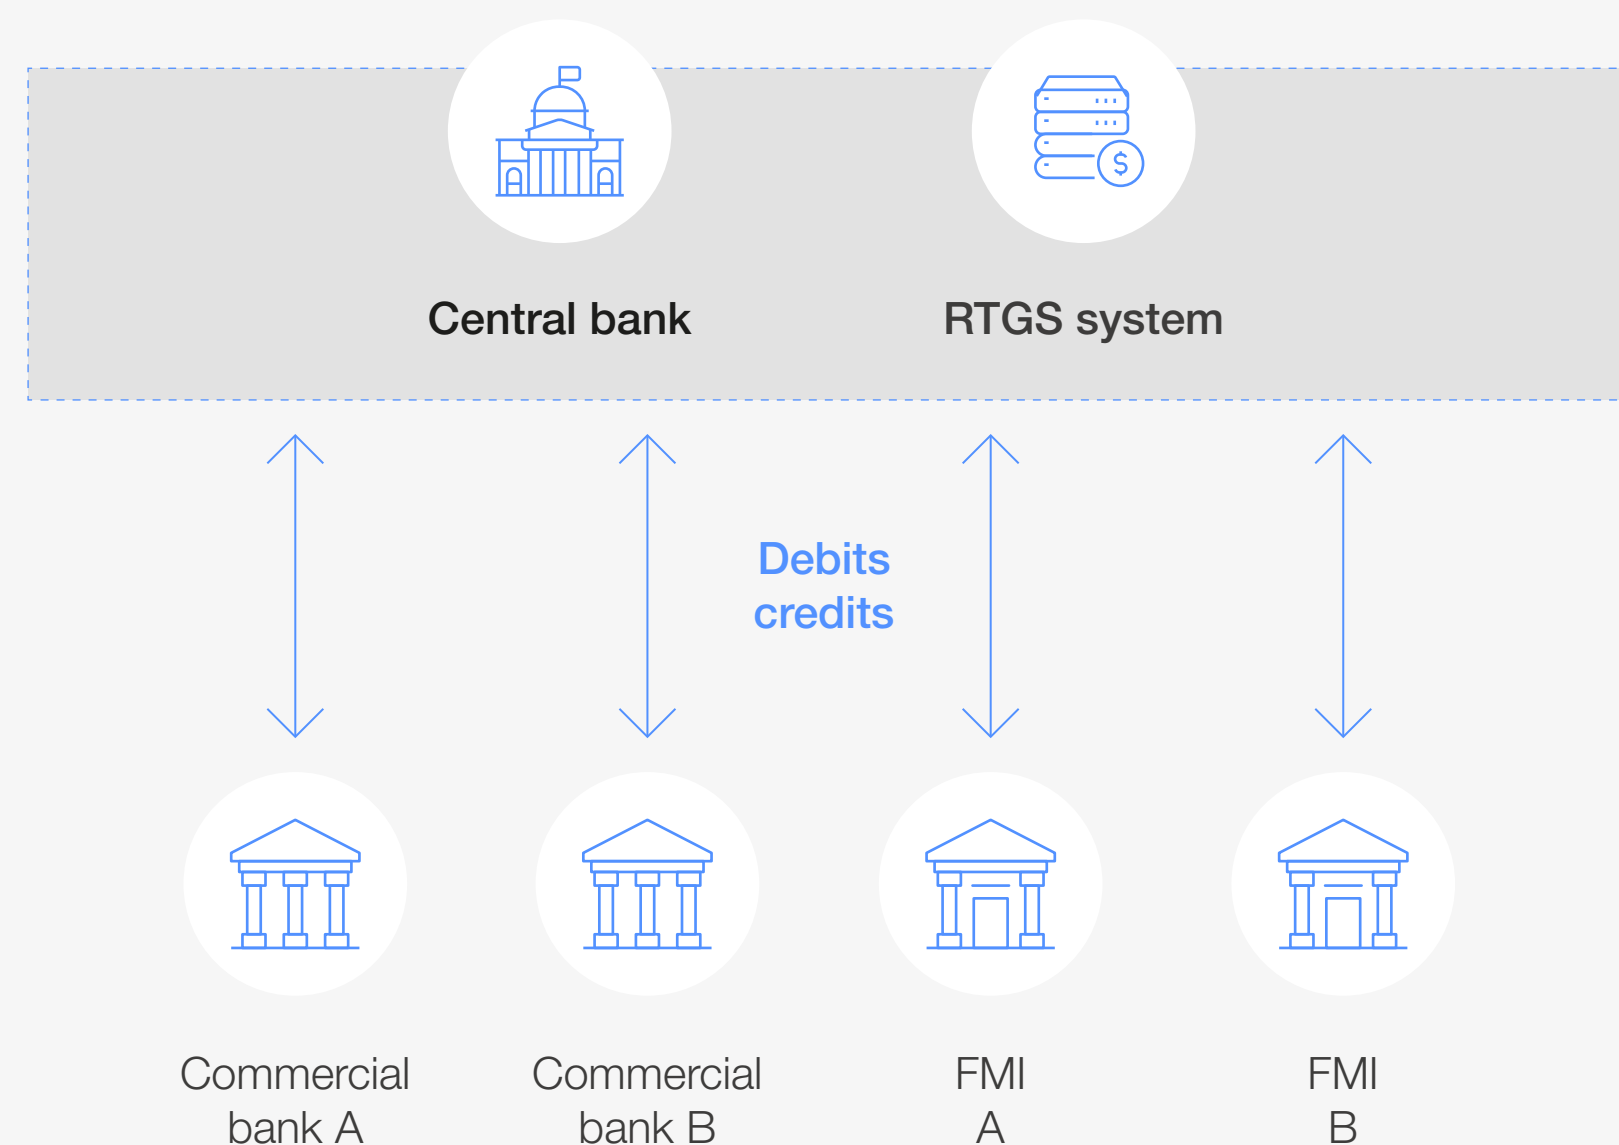 Central bank
RTGS system
Debits
credits
Commercial
bank A
Commercial
bank B
FMI
A
FMI
B